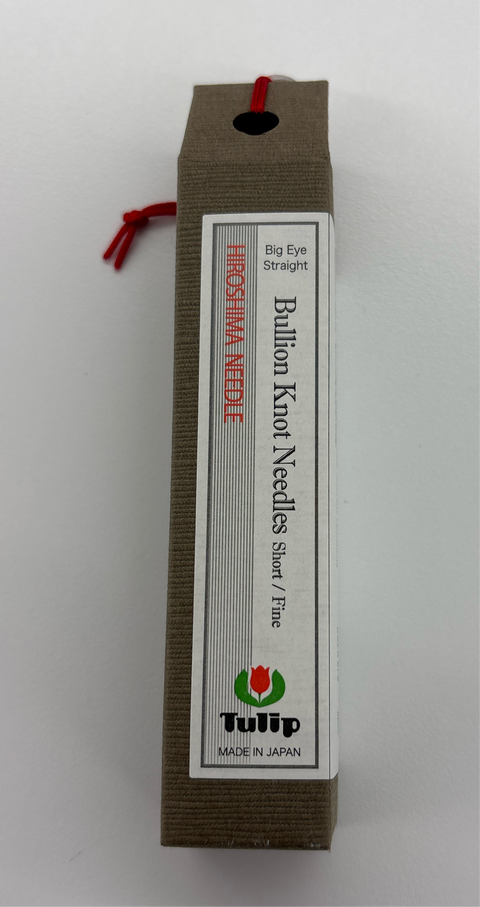 Big Eye
Straight
Bullion Knot Needles Short / Fine
HIROSHIMA NEEDLE
Tulip
MADE IN JAPAN